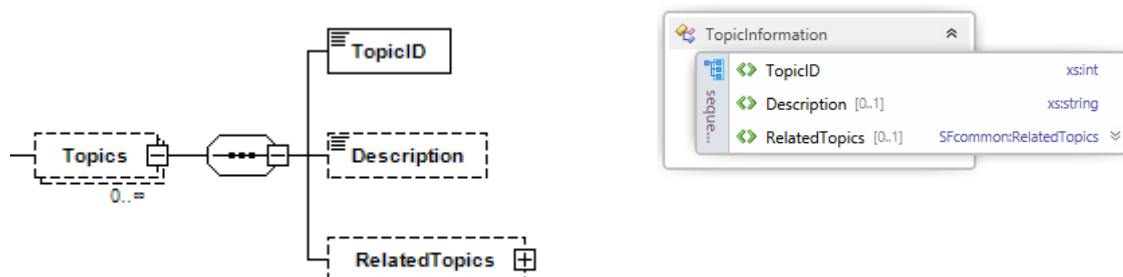 TopicID
Topics
0..∞
Description
RelatedTopics
TopicInformation
seque...
TopicID xs:int
Description [0..1] xs:string
RelatedTopics [0..1] SFcommon:RelatedTopics